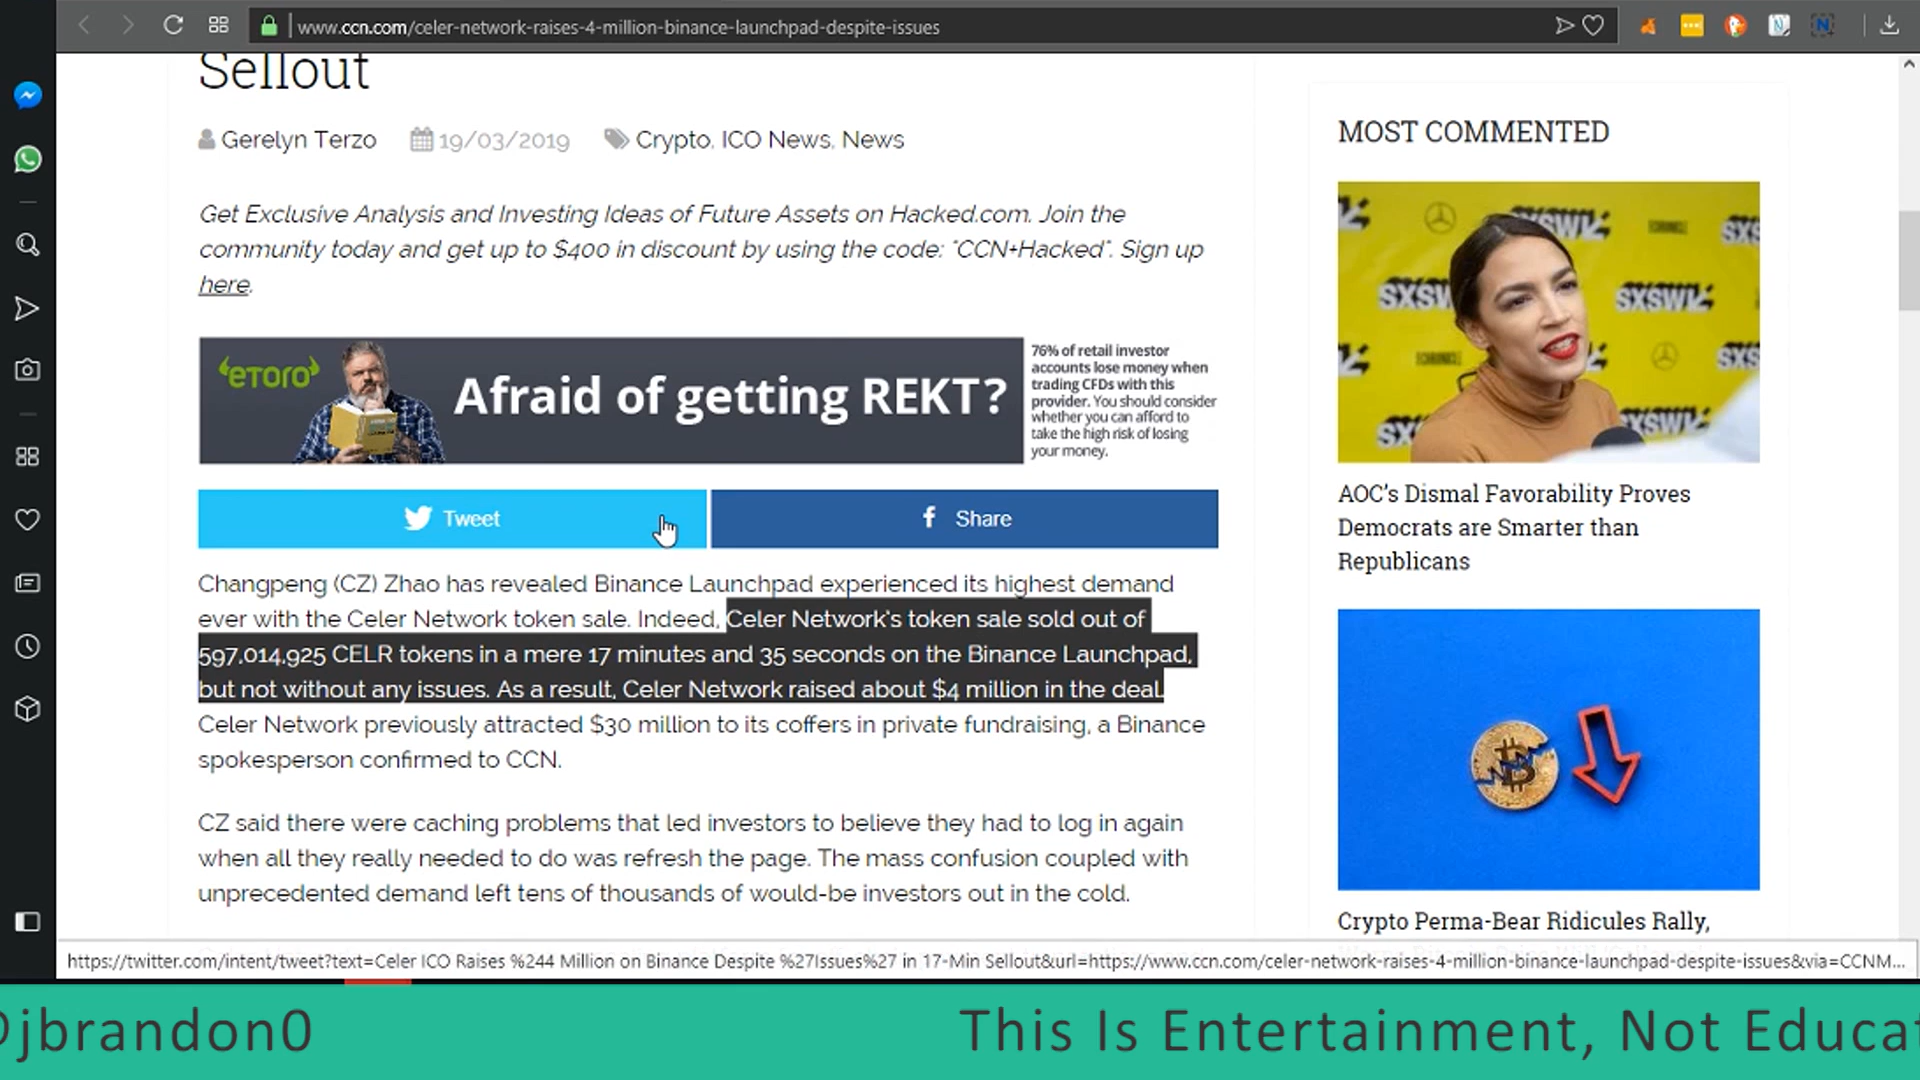 www.ccn.com/celer-network-raises-4-million-binance-launchpad-despite-issues
Sellout
Gerelyn Terzo 19/03/2019 Crypto, ICO News, News
Get Exclusive Analysis and Investing Ideas of Future Assets on Hacked.com. Join the
community today and get up to $400 in discount by using the code: "CCN+Hacked". Sign up
here.
eToro
Afraid of getting REKT?
76% of retail investor
accounts lose money when
trading CFDs with this
provider. You should consider
whether you can afford to
take the high risk of losing
your money.
Tweet
Share
Changpeng (CZ) Zhao has revealed Binance Launchpad experienced its highest demand
ever with the Celer Network token sale. Indeed, Celer Network's token sale sold out of
597,014,925 CELR tokens in a mere 17 minutes and 35 seconds on the Binance Launchpad,
but not without any issues. As a result, Celer Network raised about $4 million in the deal.
Celer Network previously attracted $30 million to its coffers in private fundraising, a Binance
spokesperson confirmed to CCN.
CZ said there were caching problems that led investors to believe they had to log in again
when all they really needed to do was refresh the page. The mass confusion coupled with
unprecedented demand left tens of thousands of would-be investors out in the cold.
MOST COMMENTED
SXSW
SXSW
AOC's Dismal Favorability Proves
Democrats are Smarter than
Republicans
Crypto Perma-Bear Ridicules Rally,
https://twitter.com/intent/tweet?text=Celer ICO Raises %244 Million on Binance Despite %27Issues%27 in 17-Min Sellout&url=https://www.ccn.com/celer-network-raises-4-million-binance-launchpad-despite-issues&via=CCNM...
@jbrandon0
This Is Entertainment, Not Educat